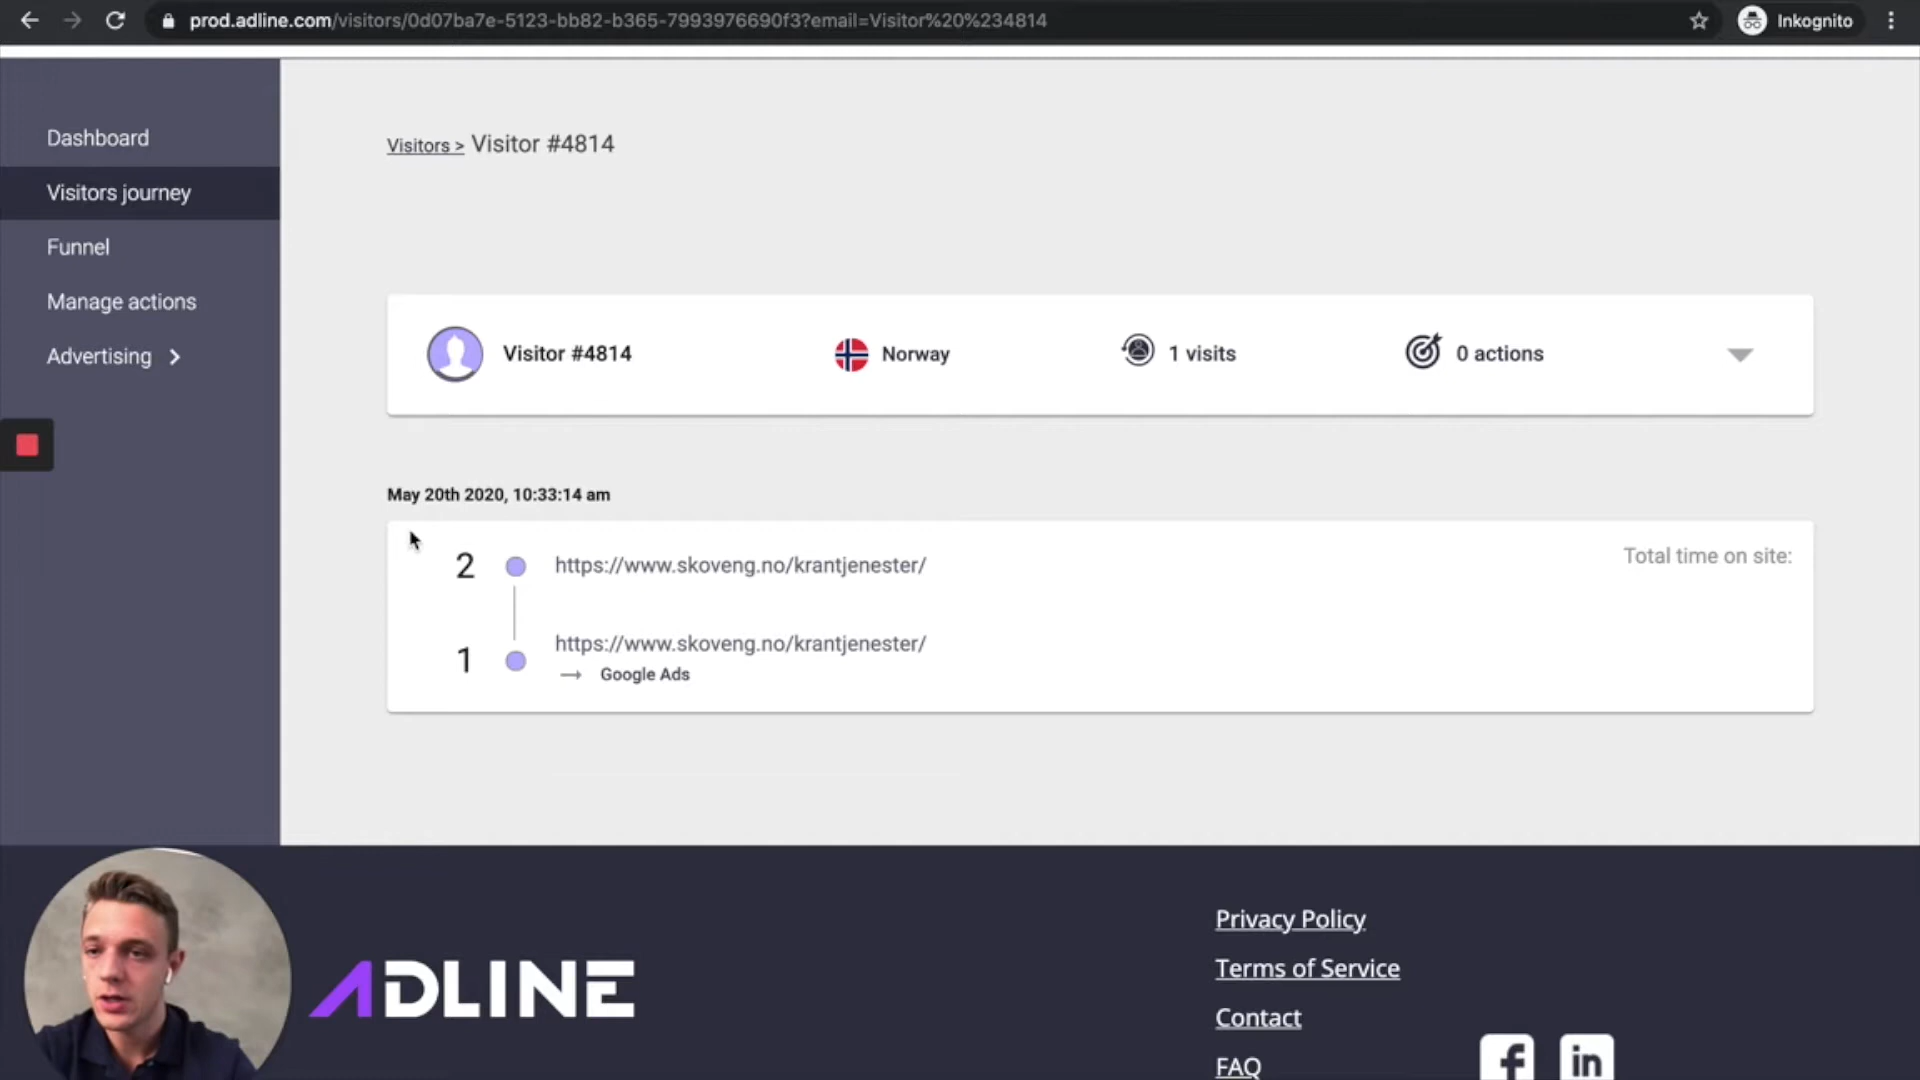 prod.adline.com/visitors/0d07ba7e-5123-bb82-b365-7993976690f3?email=Visitor%20%234814
Inkognito
Dashboard
Visitors journey
Funnel
Manage actions
Advertising
Visitors > Visitor #4814
Visitor #4814
Norway
1 visits
0 actions
May 20th 2020, 10:33:14 am
2
https://www.skoveng.no/krantjenester/
Total time on site:
1
https://www.skoveng.no/krantjenester/
→ Google Ads
ADLINE
Privacy Policy
Terms of Service
Contact
FAQ
f
in